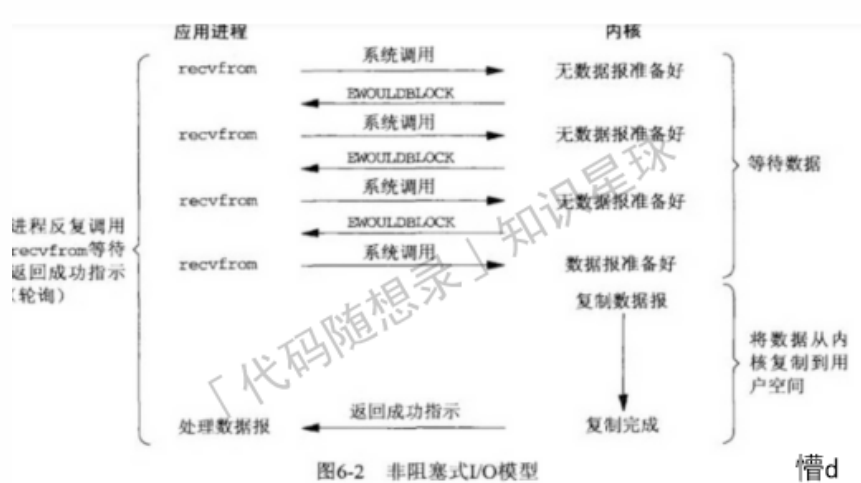 应用进程
内核
recvfrom 系统调用 无数据报准备好
EWOULDBLOCK
recvfrom 系统调用 无数据报准备好
EWOULDBLOCK
等待数据
recvfrom 系统调用 无数据报准备好
EWOULDBLOCK
recvfrom 系统调用 数据报准备好
进程反复调用
recvfrom等待
返回成功指示
(轮询)
复制数据报
将数据从内
核复制到用
户空间
处理数据报 返回成功指示 复制完成
「代码随想录」知识星球
图6-2 非阻塞式I/O模型
懵d